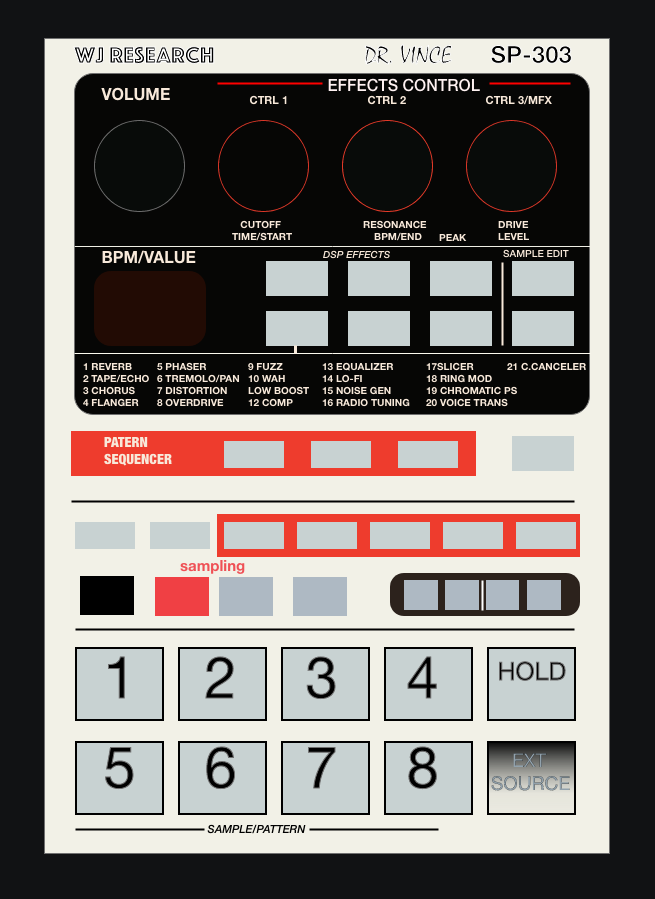 WJ RESEARCH DR. VINCE SP-303
EFFECTS CONTROL
VOLUME CTRL 1 CTRL 2 CTRL 3/MFX
CUTOFF RESONANCE DRIVE
TIME/START BPM/END PEAK LEVEL
BPM/VALUE DSP EFFECTS SAMPLE EDIT
1 REVERB 5 PHASER 9 FUZZ 13 EQUALIZER 17SLICER 21 C.CANCELER
2 TAPE/ECHO 6 TREMOLO/PAN 10 WAH 14 LO-FI 18 RING MOD
3 CHORUS 7 DISTORTION LOW BOOST 15 NOISE GEN 19 CHROMATIC PS
4 FLANGER 8 OVERDRIVE 12 COMP 16 RADIO TUNING 20 VOICE TRANS
PATERN
SEQUENCER
sampling
1 2 3 4 HOLD
5 6 7 8 EXT
SOURCE
SAMPLE/PATTERN